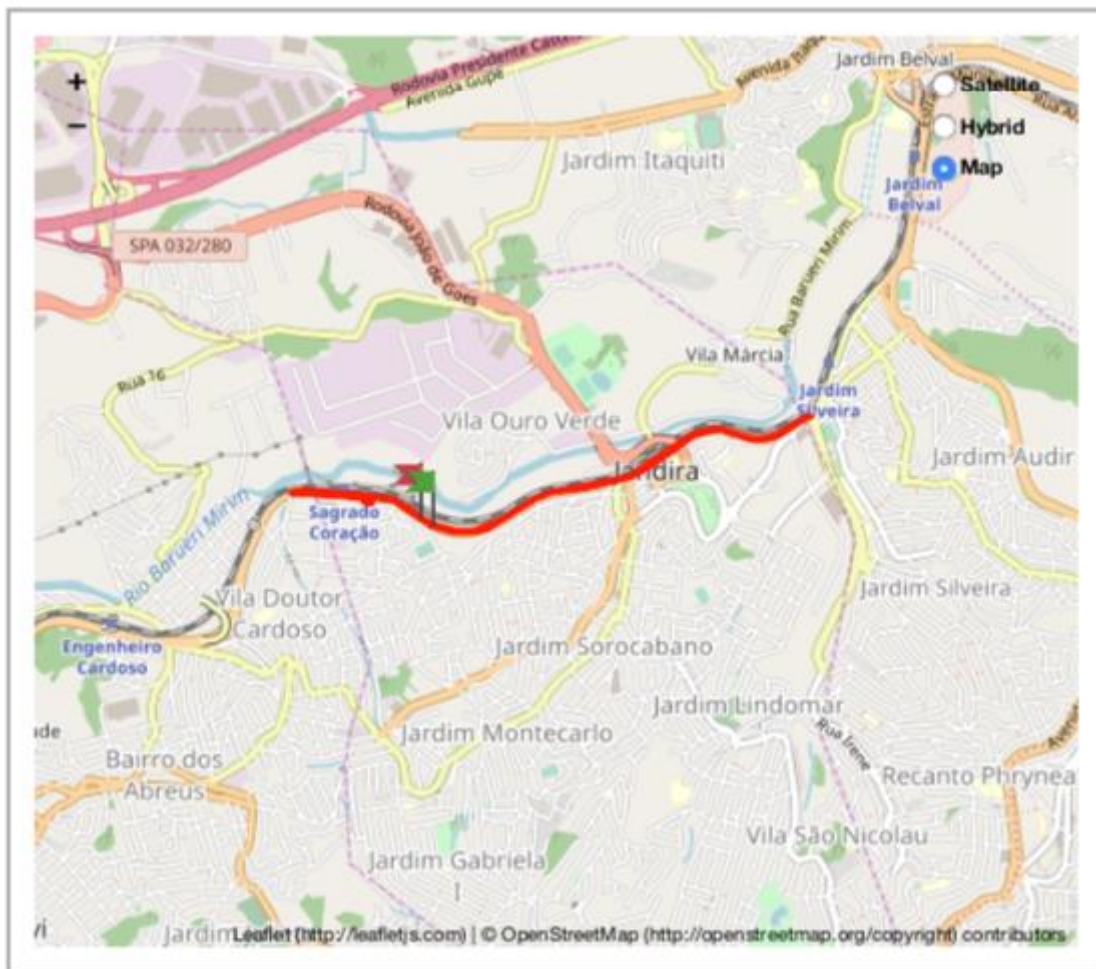 +
−
Satellite
Hybrid
Map
Rodovia Presidente
Avenida Gupê
Jardim Belval
Jardim Itaquiti
Jardim
Belval
SPA 032/280
Rodovia João de Goes
Rua Barueri Mirim
Vila Márcia
Rua 16
Jardim
Silveira
Vila Ouro Verde
Jandira
Jardim Audir
Sagrado
Coração
Rio Barueri Mirim
Vila Doutor
Cardoso
Jardim Silveira
Engenheiro
Cardoso
Jardim Sorocabano
Jardim Lindomar
Rua Irene
Jardim Montecarlo
Bairro dos
Abreus
Recanto Phrynea
Vila São Nicolau
Jardim Gabriela
I
Leaflet (http://leafletjs.com) | © OpenStreetMap (http://openstreetmap.org/copyright) contributors